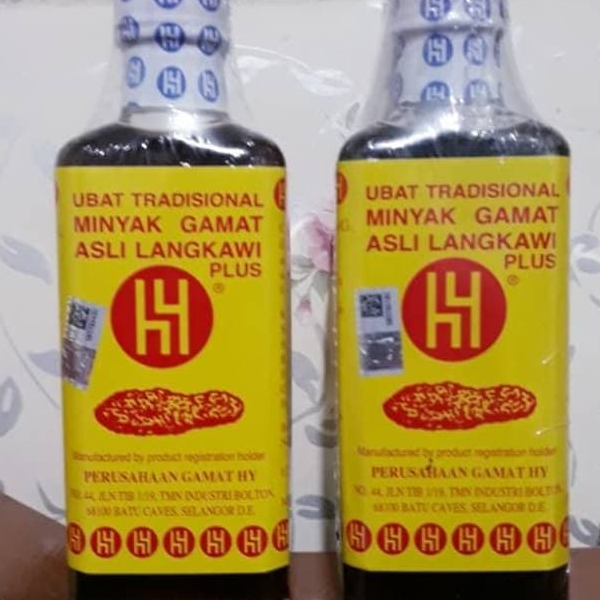 UBAT TRADISIONAL
MINYAK GAMAT
ASLI LANGKAWI
PLUS
HY
®
Manufactured by product registration holder
PERUSAHAAN GAMAT HY
NO. 44, JLN TIB 1/19, TMN INDUSTRI BOLTON,
68100 BATU CAVES, SELANGOR D.E.
UBAT TRADISIONAL
MINYAK GAMAT
ASLI LANGKAWI
PLUS
HY
®
Manufactured by product registration holder
PERUSAHAAN GAMAT HY
NO. 44, JLN TIB 1/19, TMN INDUSTRI BOLTON,
68100 BATU CAVES, SELANGOR D.E.